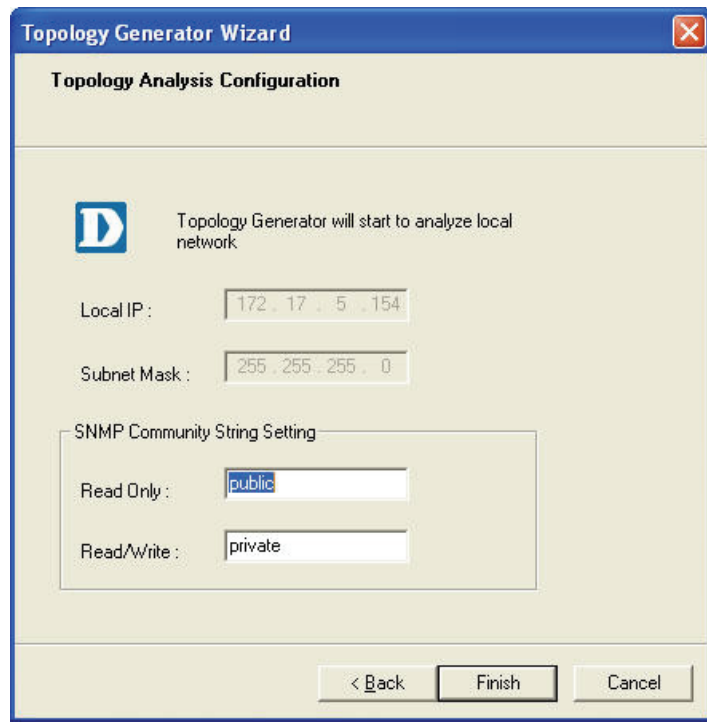 Topology Generator Wizard
Topology Analysis Configuration
D
Topology Generator will start to analyze local
network
Local IP : 172 . 17 . 5 . 154
Subnet Mask : 255 . 255 . 255 . 0
SNMP Community String Setting
Read Only : public
Read/Write : private
< Back Finish Cancel